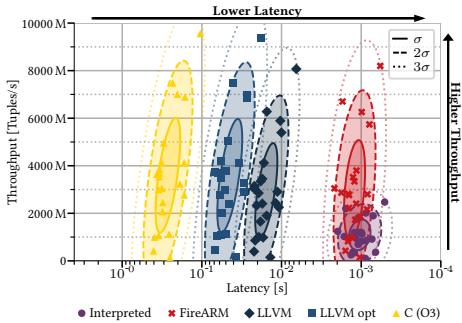 Lower Latency
10000 M
8000 M
6000 M
4000 M
2000 M
0
Throughput [Tuples/s]
σ
2σ
3σ
Higher Throughput
10⁻⁰ 10⁻¹ 10⁻² 10⁻³ 10⁻⁴
Latency [s]
Interpreted FireARM LLVM LLVM opt C (O3)